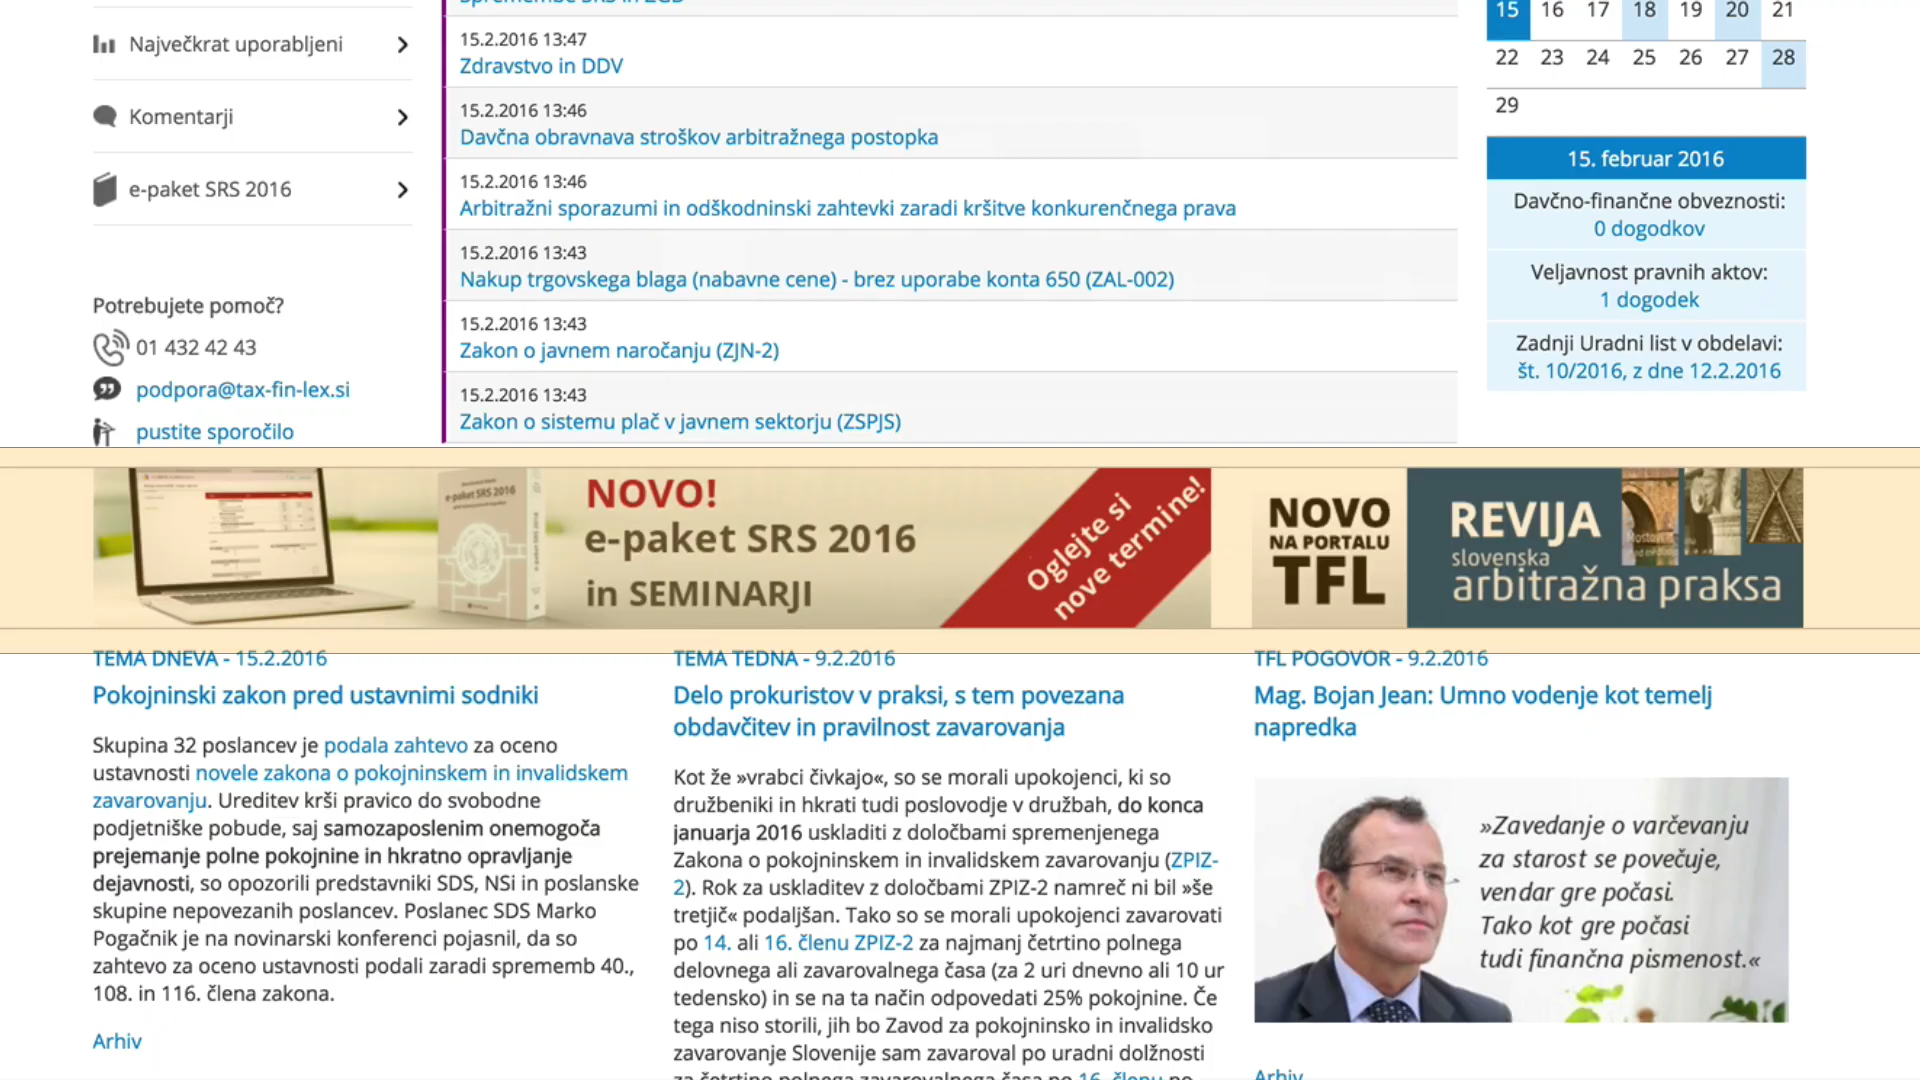 Največkrat uporabljeni
Komentarji
e-paket SRS 2016
Potrebujete pomoč?
01 432 42 43
podpora@tax-fin-lex.si
pustite sporočilo
15.2.2016 13:47
Zdravstvo in DDV
15.2.2016 13:46
Davčna obravnava stroškov arbitražnega postopka
15.2.2016 13:46
Arbitražni sporazumi in odškodninski zahtevki zaradi kršitve konkurenčnega prava
15.2.2016 13:43
Nakup trgovskega blaga (nabavne cene) - brez uporabe konta 650 (ZAL-002)
15.2.2016 13:43
Zakon o javnem naročanju (ZJN-2)
15.2.2016 13:43
Zakon o sistemu plač v javnem sektorju (ZSPJS)
15 16 17 18 19 20 21
22 23 24 25 26 27 28
29
15. februar 2016
Davčno-finančne obveznosti:
0 dogodkov
Veljavnost pravnih aktov:
1 dogodek
Zadnji Uradni list v obdelavi:
št. 10/2016, z dne 12.2.2016
e-paket SRS 2016
NOVO!
e-paket SRS 2016
in SEMINARJI
Oglejte si
nove termine!
NOVO
NA PORTALU
TFL
REVIJA
slovenska
arbitražna praksa
TEMA DNEVA - 15.2.2016
Pokojninski zakon pred ustavnimi sodniki
Skupina 32 poslancev je podala zahtevo za oceno
ustavnosti novele zakona o pokojninskem in invalidskem
zavarovanju. Ureditev krši pravico do svobodne
podjetniške pobude, saj samozaposlenim onemogoča
prejemanje polne pokojnine in hkratno opravljanje
dejavnosti, so opozorili predstavniki SDS, NSi in poslanske
skupine nepovezanih poslancev. Poslanec SDS Marko
Pogačnik je na novinarski konferenci pojasnil, da so
zahtevo za oceno ustavnosti podali zaradi sprememb 40.,
108. in 116. člena zakona.
Arhiv
TEMA TEDNA - 9.2.2016
Delo prokuristov v praksi, s tem povezana
obdavčitev in pravilnost zavarovanja
Kot že »vrabci čivkajo«, so se morali upokojenci, ki so
družbeniki in hkrati tudi poslovodje v družbah, do konca
januarja 2016 uskladiti z določbami spremenjenega
Zakona o pokojninskem in invalidskem zavarovanju (ZPIZ-
2). Rok za uskladitev z določbami ZPIZ-2 namreč ni bil »še
tretjič« podaljšan. Tako so se morali upokojenci zavarovati
po 14. ali 16. členu ZPIZ-2 za najmanj četrtino polnega
delovnega ali zavarovalnega časa (za 2 uri dnevno ali 10 ur
tedensko) in se na ta način odpovedati 25% pokojnine. Če
tega niso storili, jih bo Zavod za pokojninsko in invalidsko
zavarovanje Slovenije sam zavaroval po uradni dolžnosti
za četrtino polnega zavarovalnega časa po 16. členu po
TFL POGOVOR - 9.2.2016
Mag. Bojan Jean: Umno vodenje kot temelj
napredka
»Zavedanje o varčevanju
za starost se povečuje,
vendar gre počasi.
Tako kot gre počasi
tudi finančna pismenost.«
Arhiv